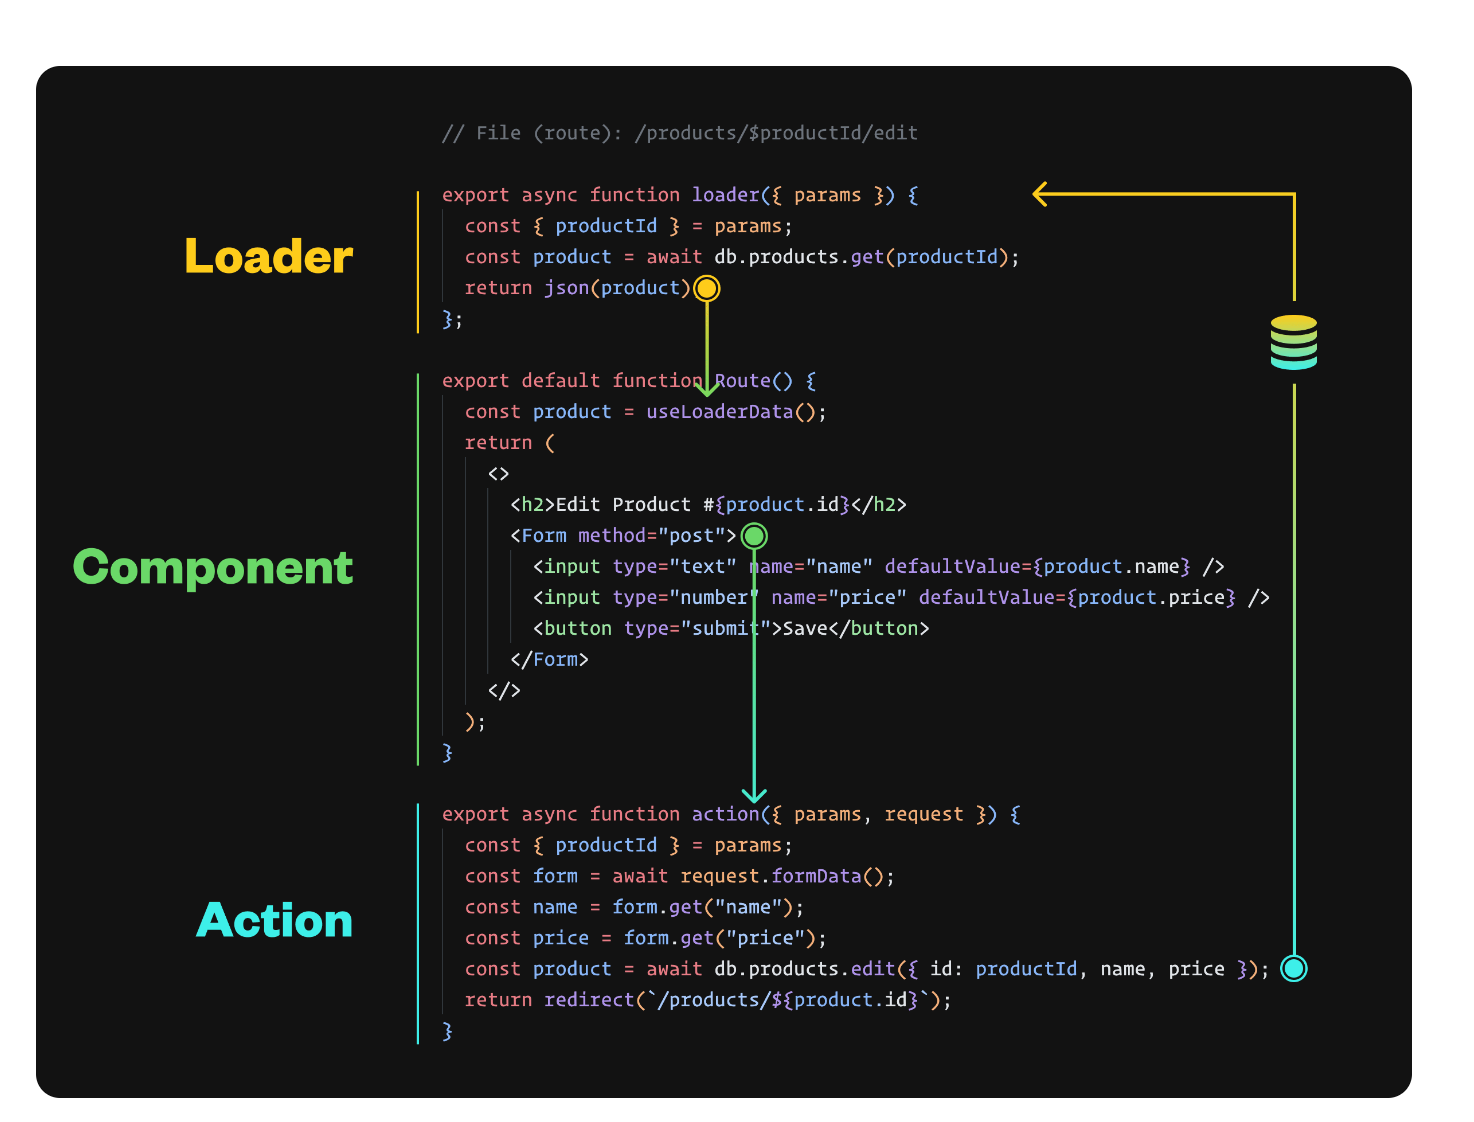 // File (route): /products/$productId/edit
Loader
export async function loader({ params }) {
const { productId } = params;
const product = await db.products.get(productId);
return json(product)
};
Component
export default function Route() {
const product = useLoaderData();
return (
<>
<h2>Edit Product #{product.id}</h2>
<Form method="post">
<input type="text" name="name" defaultValue={product.name} />
<input type="number" name="price" defaultValue={product.price} />
<button type="submit">Save</button>
</Form>
</>
);
}
Action
export async function action({ params, request }) {
const { productId } = params;
const form = await request.formData();
const name = form.get("name");
const price = form.get("price");
const product = await db.products.edit({ id: productId, name, price });
return redirect(`/products/${product.id}`);
}